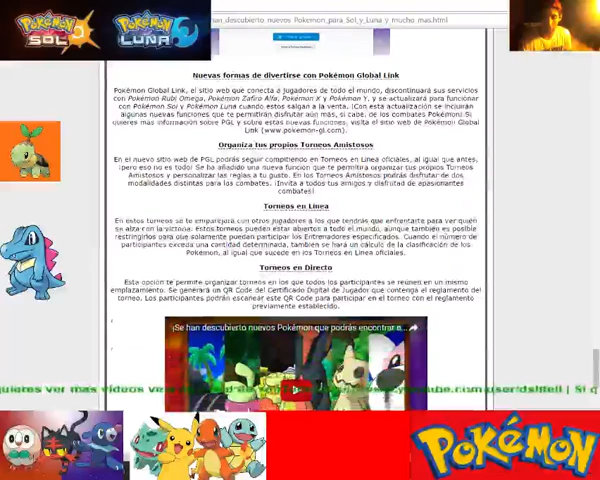 POKÉMON SOL POKÉMON LUNA
han_descubierto_nuevos_Pokemon_para_Sol_y_Luna_y_mucho_mas.html
Nuevas formas de divertirse con Pokémon Global Link
Pokémon Global Link, el sitio web que conecta a jugadores de todo el mundo, discontinuará sus servicios
con Pokémon Rubí Omega, Pokémon Zafiro Alfa, Pokémon X y Pokémon Y, y se actualizará para funcionar
con Pokémon Sol y Pokémon Luna cuando estos salgan a la venta. ¡Con esta actualización se incluirán
algunas nuevas funciones que te permitirán disfrutar aún más, si cabe, de los combates Pokémon! Si
quieres más información sobre PGL y sobre estas nuevas funciones, visita el sitio web de Pokémon Global
Link (www.pokemon-gl.com).
Organiza tus propios Torneos Amistosos
En el nuevo sitio web de PGL podrás seguir compitiendo en Torneos en Línea oficiales, al igual que antes,
¡pero eso no es todo! Se ha añadido una nueva función que te permitirá organizar tus propios Torneos
Amistosos y personalizar las reglas a tu gusto. En los Torneos Amistosos podrás disfrutar de dos
modalidades distintas para los combates. ¡Invita a todos tus amigos y disfrutad de apasionantes
combates!
Torneos en Línea
En estos torneos se te emparejará con otros jugadores a los que tendrás que enfrentarte para ver quién
se alza con la victoria. Estos torneos pueden estar abiertos a todo el mundo, aunque también es posible
restringirlos para que solamente puedan participar los Entrenadores especificados. Cuando el número de
participantes exceda una cantidad determinada, también se hará un cálculo de la clasificación de los
Pokémon, al igual que sucede en los Torneos en Línea oficiales.
Torneos en Directo
Esta opción te permite organizar torneos en los que todos los participantes se reúnen en un mismo
emplazamiento. Se generará un QR Code del Certificado Digital de Jugador que contenga el reglamento del
torneo. Los participantes podrán escanear este QR Code para participar en el torneo con el reglamento
previamente establecido.
¡Se han descubierto nuevos Pokémon que podrás encontrar e...
quieres ver mas videos | Si q
POKÉMON